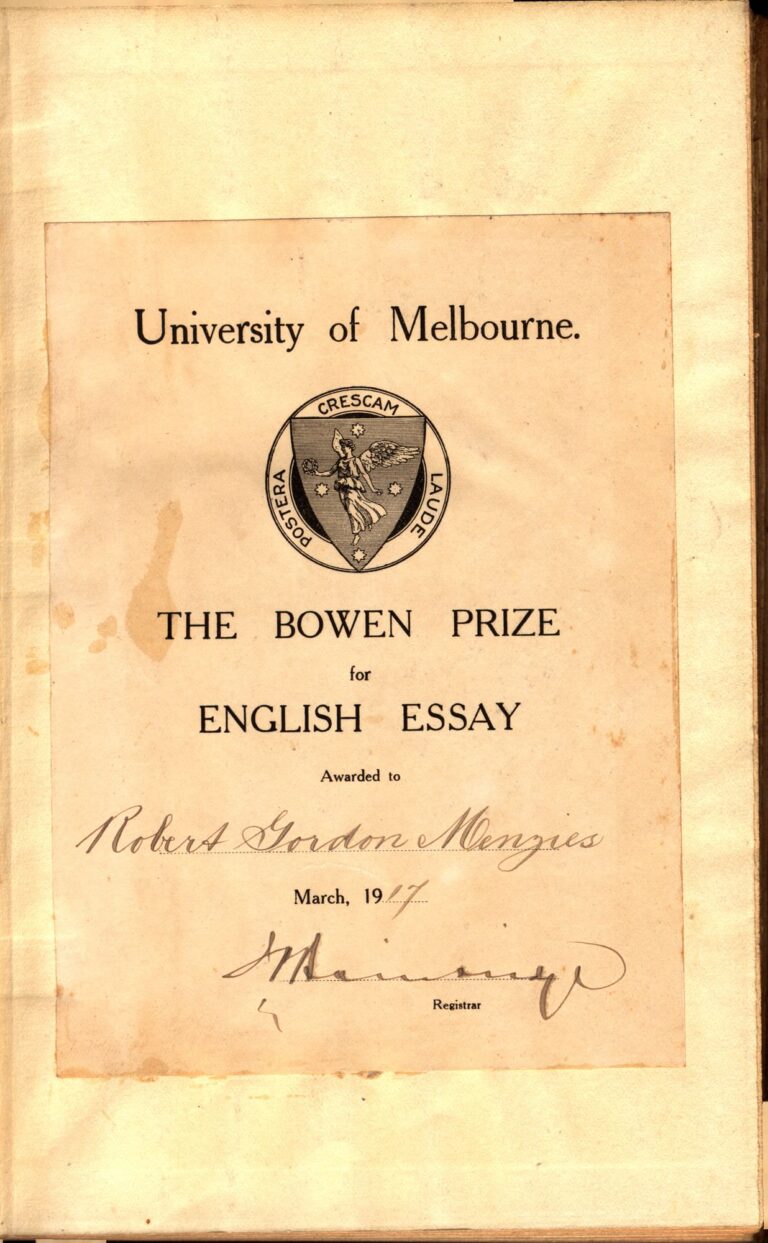 University of Melbourne.
POSTERA CRESCAM LAUDE
THE BOWEN PRIZE
for
ENGLISH ESSAY
Awarded to
Robert Gordon Menzies
March, 1917
Registrar